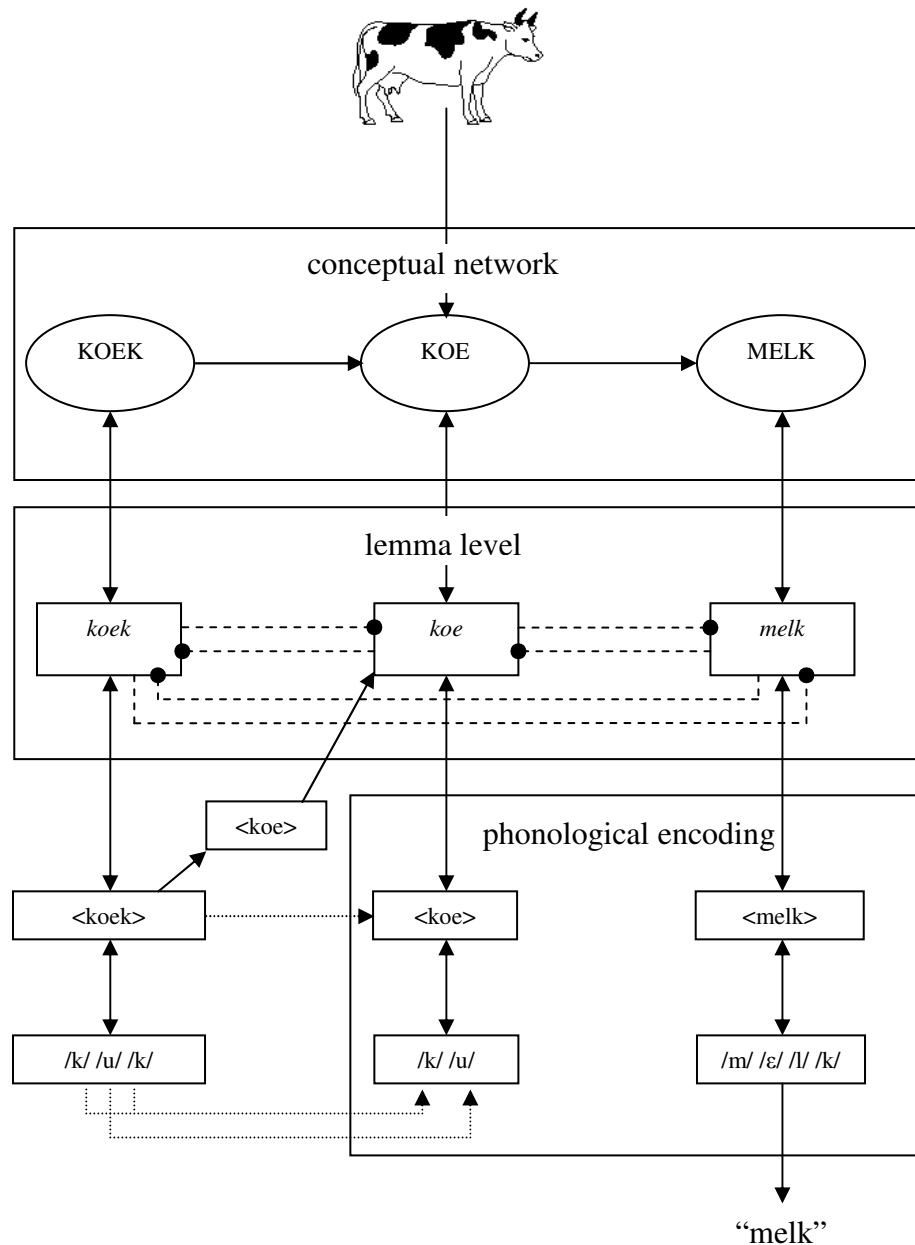 conceptual network
KOEK
KOE
MELK
lemma level
koek
koe
melk
<koe>
phonological encoding
<koek>
<koe>
<melk>
/k/ /u/ /k/
/k/ /u/
/m/ /ε/ /l/ /k/
“melk”